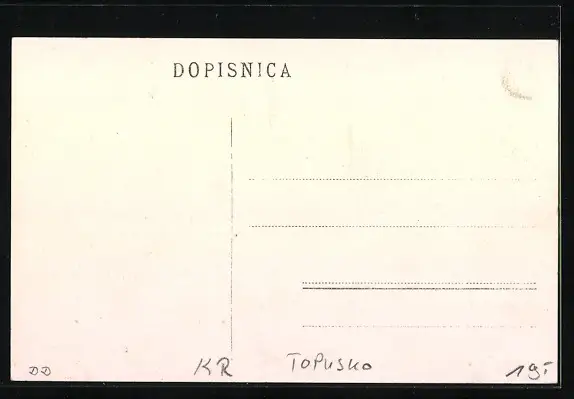 DOPISNICA
DD
KR
TOPUSKO
19,-